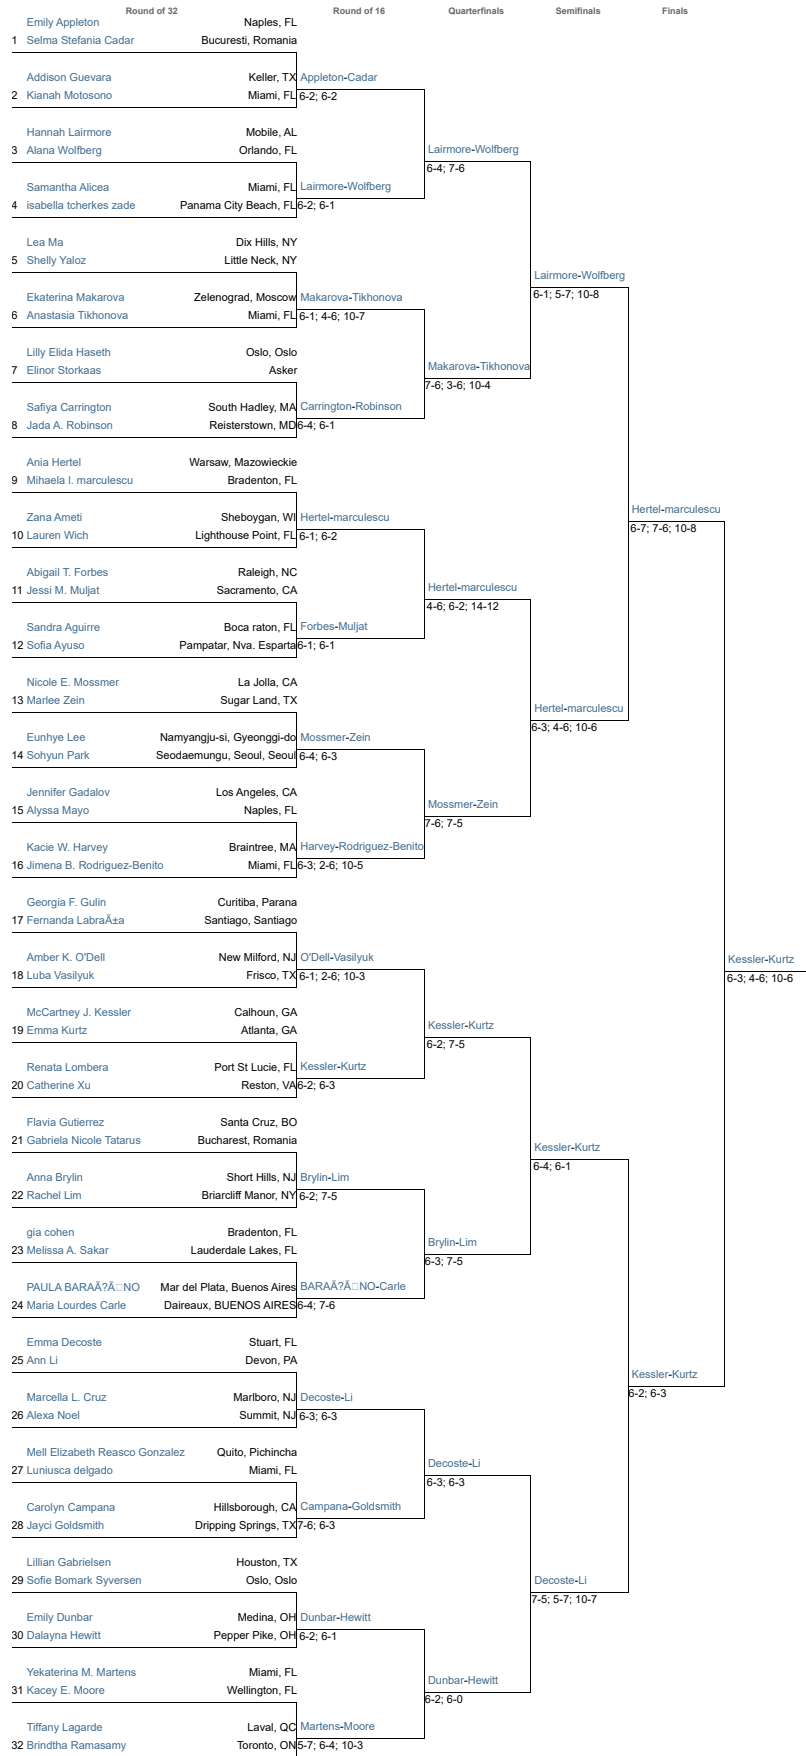 Round of 32 Round of 16 Quarterfinals Semifinals Finals
Emily Appleton Naples, FL
1 Selma Stefania Cadar Bucuresti, Romania
Addison Guevara Keller, TX Appleton-Cadar
2 Kianah Motosono Miami, FL 6-2; 6-2
Hannah Lairmore Mobile, AL
3 Alana Wolfberg Orlando, FL Lairmore-Wolfberg
6-4; 7-6
Samantha Alicea Miami, FL Lairmore-Wolfberg
4 isabella tcherkes zade Panama City Beach, FL 6-2; 6-1
Lea Ma Dix Hills, NY
5 Shelly Yaloz Little Neck, NY
Lairmore-Wolfberg
6-1; 5-7; 10-8
Ekaterina Makarova Zelenograd, Moscow Makarova-Tikhonova
6 Anastasia Tikhonova Miami, FL 6-1; 4-6; 10-7
Lilly Elida Haseth Oslo, Oslo
7 Elinor Storkaas Asker Makarova-Tikhonova
7-6; 3-6; 10-4
Safiya Carrington South Hadley, MA Carrington-Robinson
8 Jada A. Robinson Reisterstown, MD 6-4; 6-1
Ania Hertel Warsaw, Mazowieckie
9 Mihaela I. marculescu Bradenton, FL
Hertel-marculescu
Zana Ameti Sheboygan, WI Hertel-marculescu 6-7; 7-6; 10-8
10 Lauren Wich Lighthouse Point, FL 6-1; 6-2
Abigail T. Forbes Raleigh, NC
11 Jessi M. Muljat Sacramento, CA Hertel-marculescu
4-6; 6-2; 14-12
Sandra Aguirre Boca raton, FL Forbes-Muljat
12 Sofia Ayuso Pampatar, Nva. Esparta 6-1; 6-1
Nicole E. Mossmer La Jolla, CA
13 Marlee Zein Sugar Land, TX Hertel-marculescu
6-3; 4-6; 10-6
Eunhye Lee Namyangju-si, Gyeonggi-do Mossmer-Zein
14 Sohyun Park Seodaemungu, Seoul, Seoul 6-4; 6-3
Jennifer Gadalov Los Angeles, CA
15 Alyssa Mayo Naples, FL Mossmer-Zein
7-6; 7-5
Kacie W. Harvey Braintree, MA Harvey-Rodriguez-Benito
16 Jimena B. Rodriguez-Benito Miami, FL 6-3; 2-6; 10-5
Georgia F. Gulin Curitiba, Parana
17 Fernanda LabraÃ±a Santiago, Santiago
Amber K. O'Dell New Milford, NJ O'Dell-Vasilyuk Kessler-Kurtz
18 Luba Vasilyuk Frisco, TX 6-1; 2-6; 10-3 6-3; 4-6; 10-6
McCartney J. Kessler Calhoun, GA
19 Emma Kurtz Atlanta, GA Kessler-Kurtz
6-2; 7-5
Renata Lombera Port St Lucie, FL Kessler-Kurtz
20 Catherine Xu Reston, VA 6-2; 6-3
Flavia Gutierrez Santa Cruz, BO
21 Gabriela Nicole Tatarus Bucharest, Romania
Kessler-Kurtz
6-4; 6-1
Anna Brylin Short Hills, NJ Brylin-Lim
22 Rachel Lim Briarcliff Manor, NY 6-2; 7-5
gia cohen Bradenton, FL
23 Melissa A. Sakar Lauderdale Lakes, FL Brylin-Lim
6-3; 7-5
PAULA BARAÃ?Ã□NO Mar del Plata, Buenos Aires BARAÃ?Ã□NO-Carle
24 Maria Lourdes Carle Daireaux, BUENOS AIRES 6-4; 7-6
Emma Decoste Stuart, FL
25 Ann Li Devon, PA
Kessler-Kurtz
6-2; 6-3
Marcella L. Cruz Marlboro, NJ Decoste-Li
26 Alexa Noel Summit, NJ 6-3; 6-3
Mell Elizabeth Reasco Gonzalez Quito, Pichincha
27 Luniusca delgado Miami, FL Decoste-Li
6-3; 6-3
Carolyn Campana Hillsborough, CA Campana-Goldsmith
28 Jayci Goldsmith Dripping Springs, TX 7-6; 6-3
Lillian Gabrielsen Houston, TX
29 Sofie Bomark Syversen Oslo, Oslo Decoste-Li
7-5; 5-7; 10-7
Emily Dunbar Medina, OH Dunbar-Hewitt
30 Dalayna Hewitt Pepper Pike, OH 6-2; 6-1
Yekaterina M. Martens Miami, FL
31 Kacey E. Moore Wellington, FL Dunbar-Hewitt
6-2; 6-0
Tiffany Lagarde Laval, QC Martens-Moore
32 Brindtha Ramasamy Toronto, ON 5-7; 6-4; 10-3